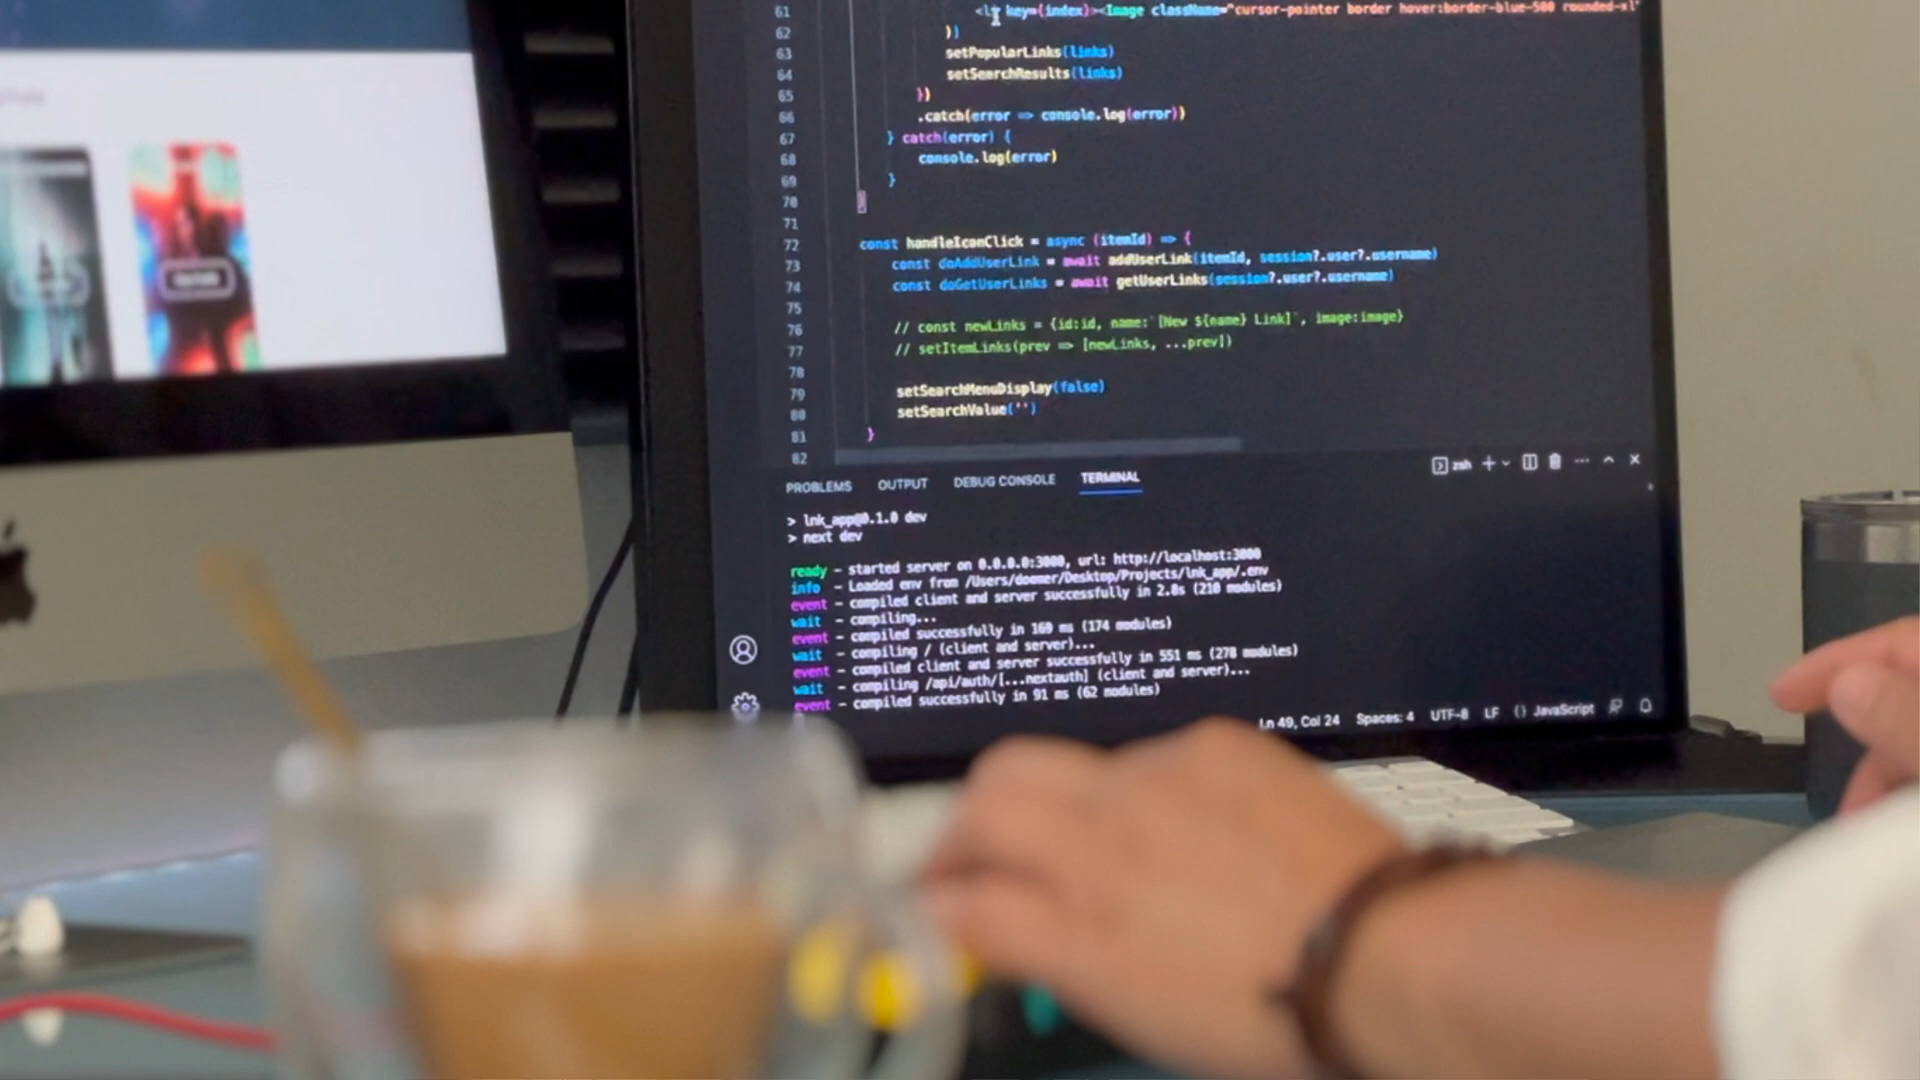 61 <li key={index}><Image className="cursor-pointer border hover:border-blue-500 rounded-xl"
62 })
63 setPopularLinks(links)
64 setSearchResults(links)
65 })
66 .catch(error => console.log(error))
67 } catch(error) {
68 console.log(error)
69 }
70 }
71
72 const handleIconClick = async (itemId) => {
73 const doAddUserLink = await addUserLink(itemId, session?.user?.username)
74 const doGetUserLinks = await getUserLinks(session?.user?.username)
75
76 // const newLinks = {id:id, name:`[New ${name} Link]`, image:image}
77 // setItemLinks(prev => [newLinks, ...prev])
78
79 setSearchMenuDisplay(false)
80 setSearchValue('')
81 }
82
PROBLEMS OUTPUT DEBUG CONSOLE TERMINAL zsh
> lnk_app@0.1.0 dev
> next dev
ready - started server on 0.0.0.0:3000, url: http://localhost:3000
info - Loaded env from /Users/doomer/Desktop/Projects/lnk_app/.env
event - compiled client and server successfully in 2.8s (210 modules)
wait - compiling...
event - compiled successfully in 169 ms (174 modules)
wait - compiling / (client and server)...
event - compiled client and server successfully in 551 ms (278 modules)
wait - compiling /api/auth/[...nextauth] (client and server)...
event - compiled successfully in 91 ms (62 modules)
Ln 49, Col 24 Spaces: 4 UTF-8 LF {} JavaScript